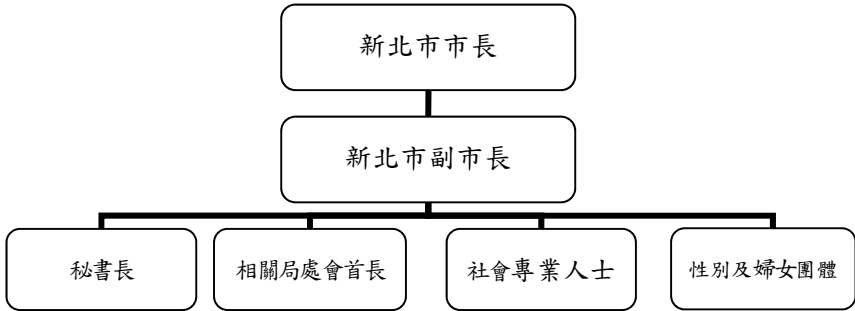 新北市市長
新北市副市長
秘書長
相關局處會首長
社會專業人士
性別及婦女團體